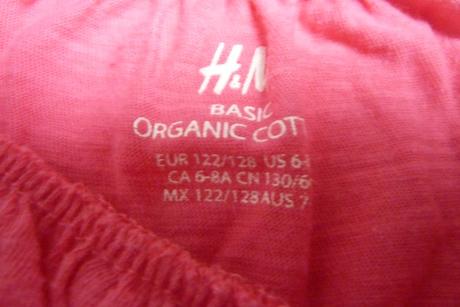 H&M
BASIC
ORGANIC COTT
EUR 122/128 US 6-
CA 6-8A CN 130/6
MX 122/128 AUS 7